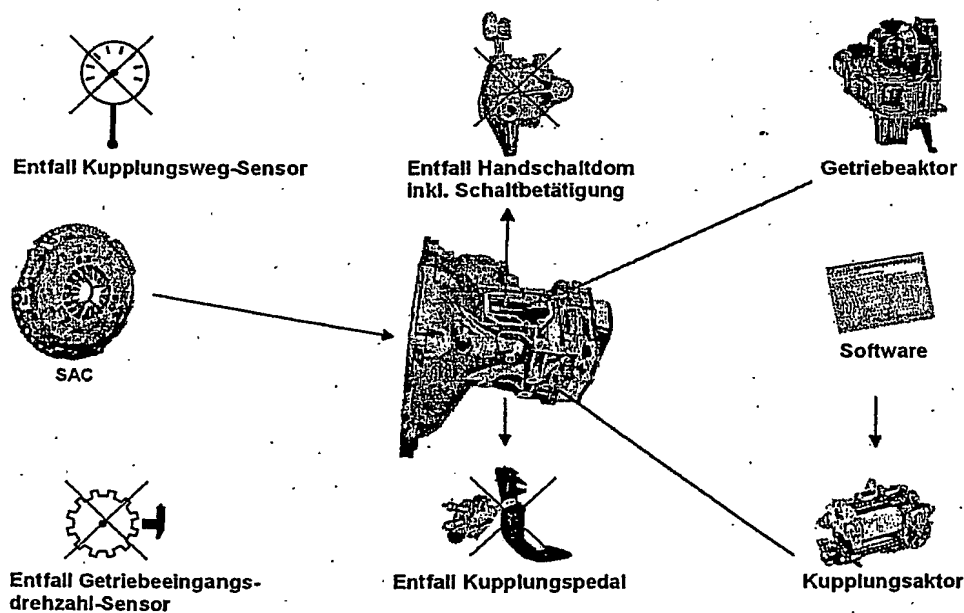 Entfall Kupplungsweg-Sensor
Entfall Handschaltdom
inkl. Schaltbetätigung
Getriebeaktor
SAC
Software
Entfall Getriebeeingangs-
drehzahl-Sensor
Entfall Kupplungspedal
Kupplungsaktor